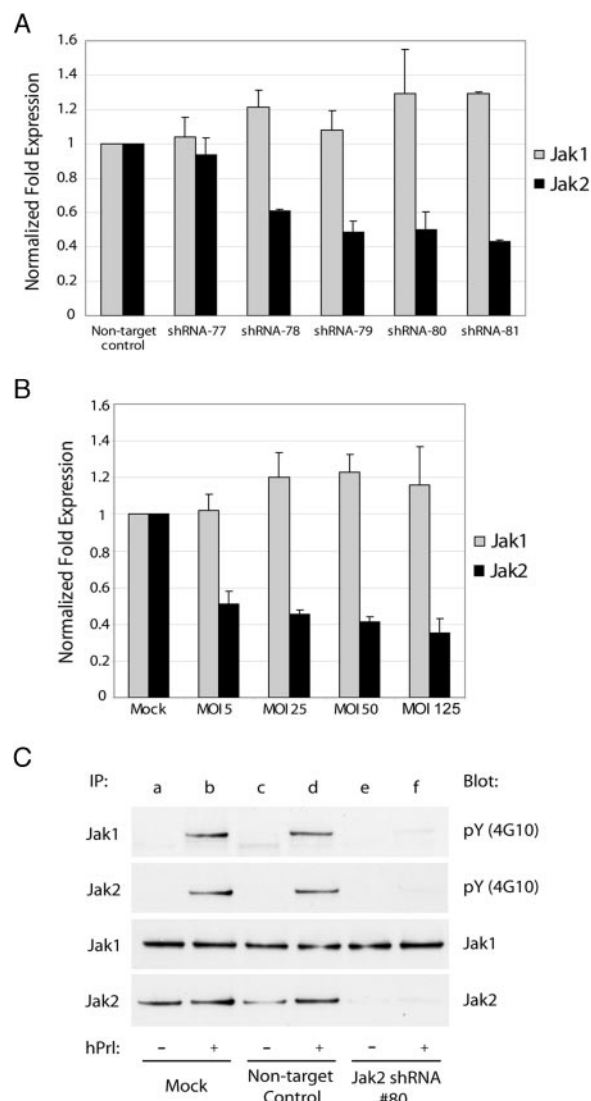 A
1.6
1.4
1.2
1
0.8
0.6
0.4
0.2
0
Normalized Fold Expression
Non-target control
shRNA-77
shRNA-78
shRNA-79
shRNA-80
shRNA-81
Jak1
Jak2
B
1.6
1.4
1.2
1
0.8
0.6
0.4
0.2
0
Normalized Fold Expression
Mock
MOI 5
MOI 25
MOI 50
MOI 125
Jak1
Jak2
C
IP: a b c d e f Blot:
Jak1 pY (4G10)
Jak2 pY (4G10)
Jak1 Jak1
Jak2 Jak2
hPrl: – + – + – +
Mock
Non-target
Control
Jak2 shRNA
#80